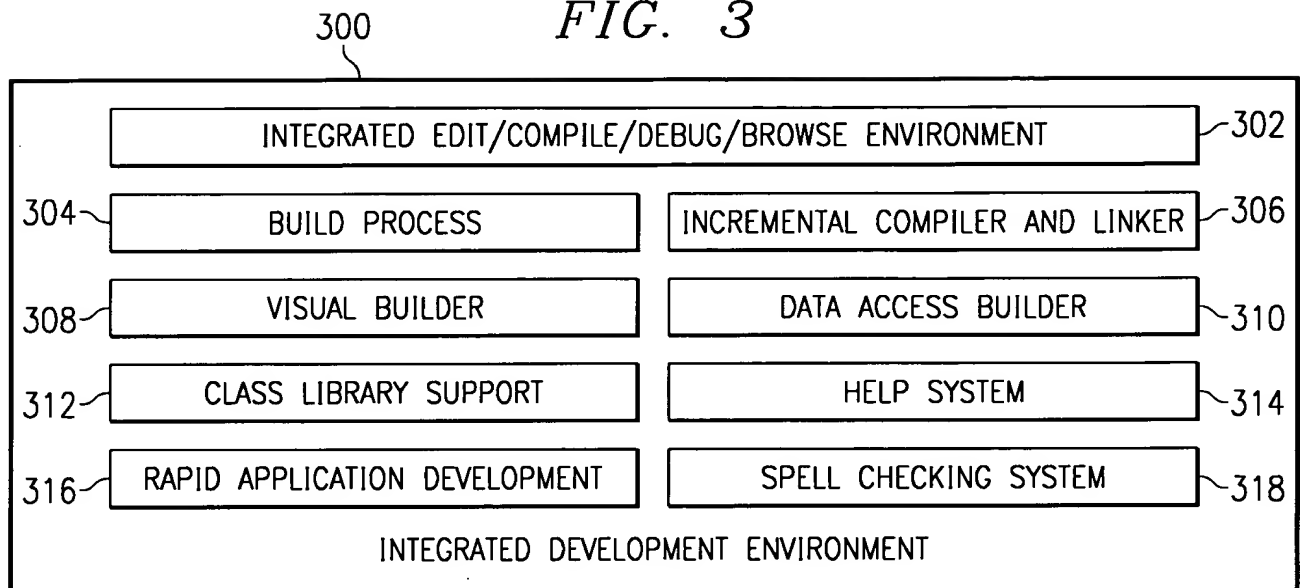 FIG. 3
300
INTEGRATED EDIT/COMPILE/DEBUG/BROWSE ENVIRONMENT
302
304
BUILD PROCESS
INCREMENTAL COMPILER AND LINKER
306
308
VISUAL BUILDER
DATA ACCESS BUILDER
310
312
CLASS LIBRARY SUPPORT
HELP SYSTEM
314
316
RAPID APPLICATION DEVELOPMENT
SPELL CHECKING SYSTEM
318
INTEGRATED DEVELOPMENT ENVIRONMENT